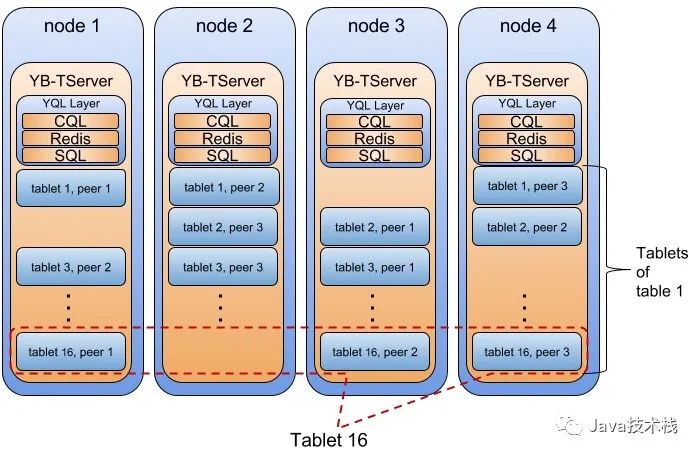 node 1
node 2
node 3
node 4
YB-TServer
YB-TServer
YB-TServer
YB-TServer
YQL Layer
YQL Layer
YQL Layer
YQL Layer
CQL
CQL
CQL
CQL
Redis
Redis
Redis
Redis
SQL
SQL
SQL
SQL
tablet 1, peer 1
tablet 1, peer 2
tablet 1, peer 3
tablet 2, peer 3
tablet 2, peer 1
tablet 2, peer 2
tablet 3, peer 2
tablet 3, peer 3
tablet 3, peer 1
Tablets
of
table 1
tablet 16, peer 1
tablet 16, peer 2
tablet 16, peer 3
Tablet 16
Java技术栈